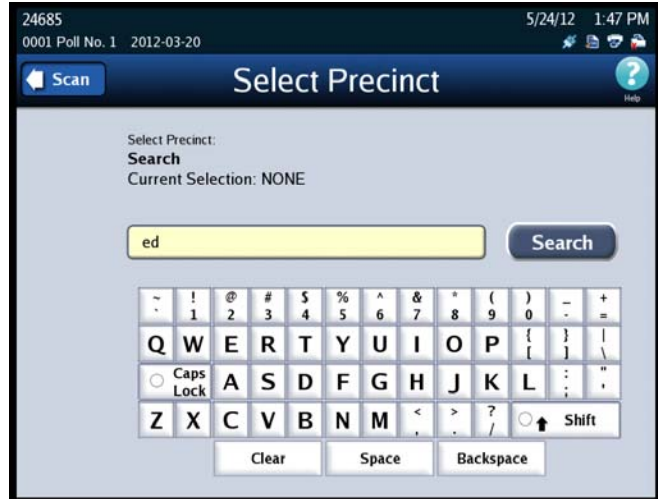 24685 5/24/12 1:47 PM
0001 Poll No. 1 2012-03-20
Scan Select Precinct Help
Select Precinct:
Search
Current Selection: NONE
ed Search
~ ! @ # $ % ^ & * ( ) _ +
` 1 2 3 4 5 6 7 8 9 0 - =
Q W E R T Y U I O P { } |
[ ] \
Caps Lock A S D F G H J K L : "
; '
Z X C V B N M < > ? Shift
, . /
Clear Space Backspace